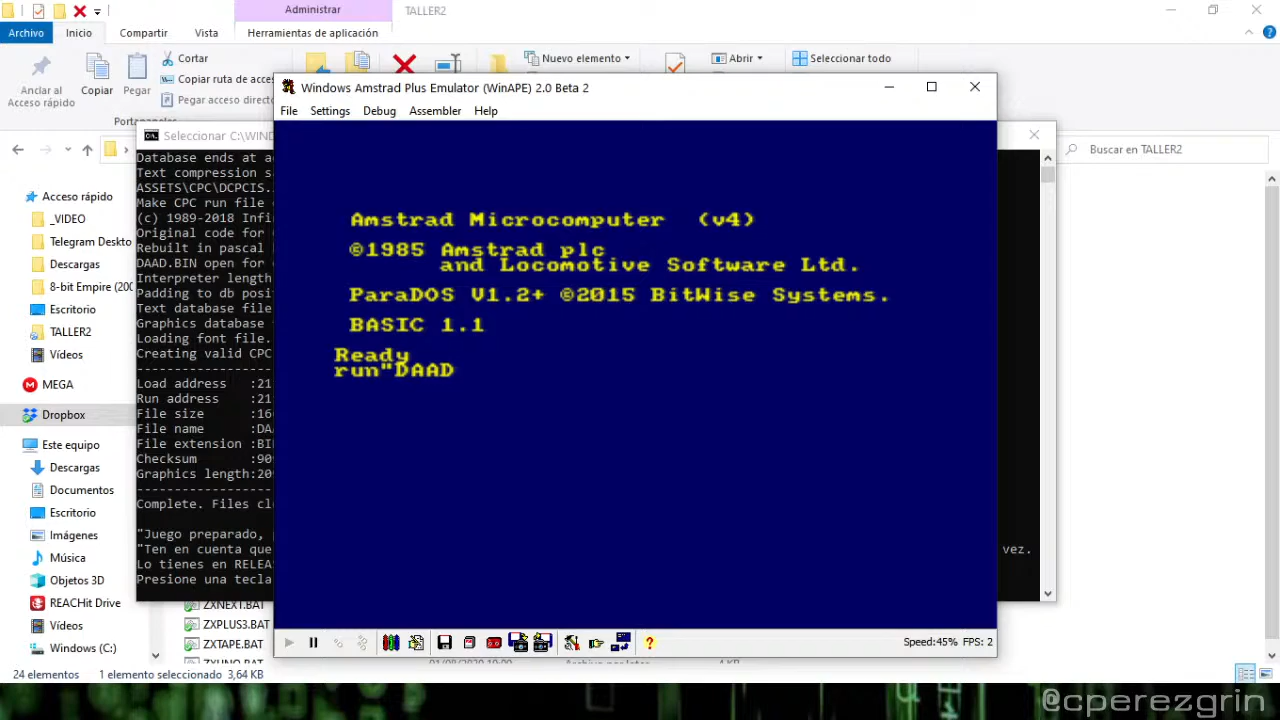 Administrar
TALLER2
Archivo
Inicio
Compartir
Vista
Herramientas de aplicación
Anclar al
Acceso rápido
Copiar
Pegar
Cortar
Copiar ruta de acce
Pegar acceso direct
Portapapeles
Nuevo elemento
Abrir
Seleccionar todo
Windows Amstrad Plus Emulator (WinAPE) 2.0 Beta 2
File Settings Debug Assembler Help
Seleccionar C:\WIND
Buscar en TALLER2
Database ends at a
Text compression s
ASSETS\CPC\DCPCIS.
Make CPC run file
(c) 1989-2018 Infi
Original code for
Rebuilt in pascal
DAAD.BIN open for
Interpreter length
Padding to db posi
Text database file
Graphics database
Loading font file.
Creating valid CPC
Load address :21
Run address :21
File size :16
File name :DA
File extension :BI
Checksum :90
Graphics length:20
Complete. Files cl
"Juego preparado,
"Ten en cuenta que
vez.
Lo tienes en RELEA
Presione una tecla
Acceso rápido
_VIDEO
Telegram Deskto
Descargas
8-bit Empire (200
Escritorio
TALLER2
Vídeos
MEGA
Dropbox
Este equipo
Descargas
Documentos
Escritorio
Imágenes
Música
Objetos 3D
REACHit Drive
Vídeos
Windows (C:)
Amstrad Microcomputer (v4)
©1985 Amstrad plc
and Locomotive Software Ltd.
ParaDOS V1.2+ ©2015 BitWise Systems.
BASIC 1.1
Ready
run"DAAD
ZXNEXT.BAT
ZXPLUS3.BAT
ZXTAPE.BAT
ZXUNO.BAT
Speed:45% FPS: 2
24 elementos
1 elemento seleccionado 3,64 KB
@cperezgrin